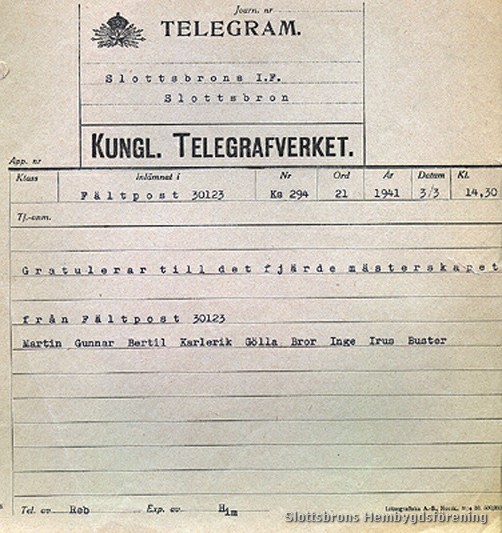 Journ. nr
TELEGRAM.
Slottsbrons I.F.
Slottsbron
KUNGL. TELEGRAFVERKET.
App. nr
Klass Inlämnat i Nr Ord År Datum Kl.
Fältpost 30123 Ks 294 21 1941 3/3 14,30
Tj.-anm.
Gratulerar till det fjärde mästerskapet
från Fältpost 30123
Martin Gunnar Bertil Karlerik Gölla Bror Inge Irus Buster
Tel. av Rob Exp. av Him
Slottsbrons Hembygdsförening